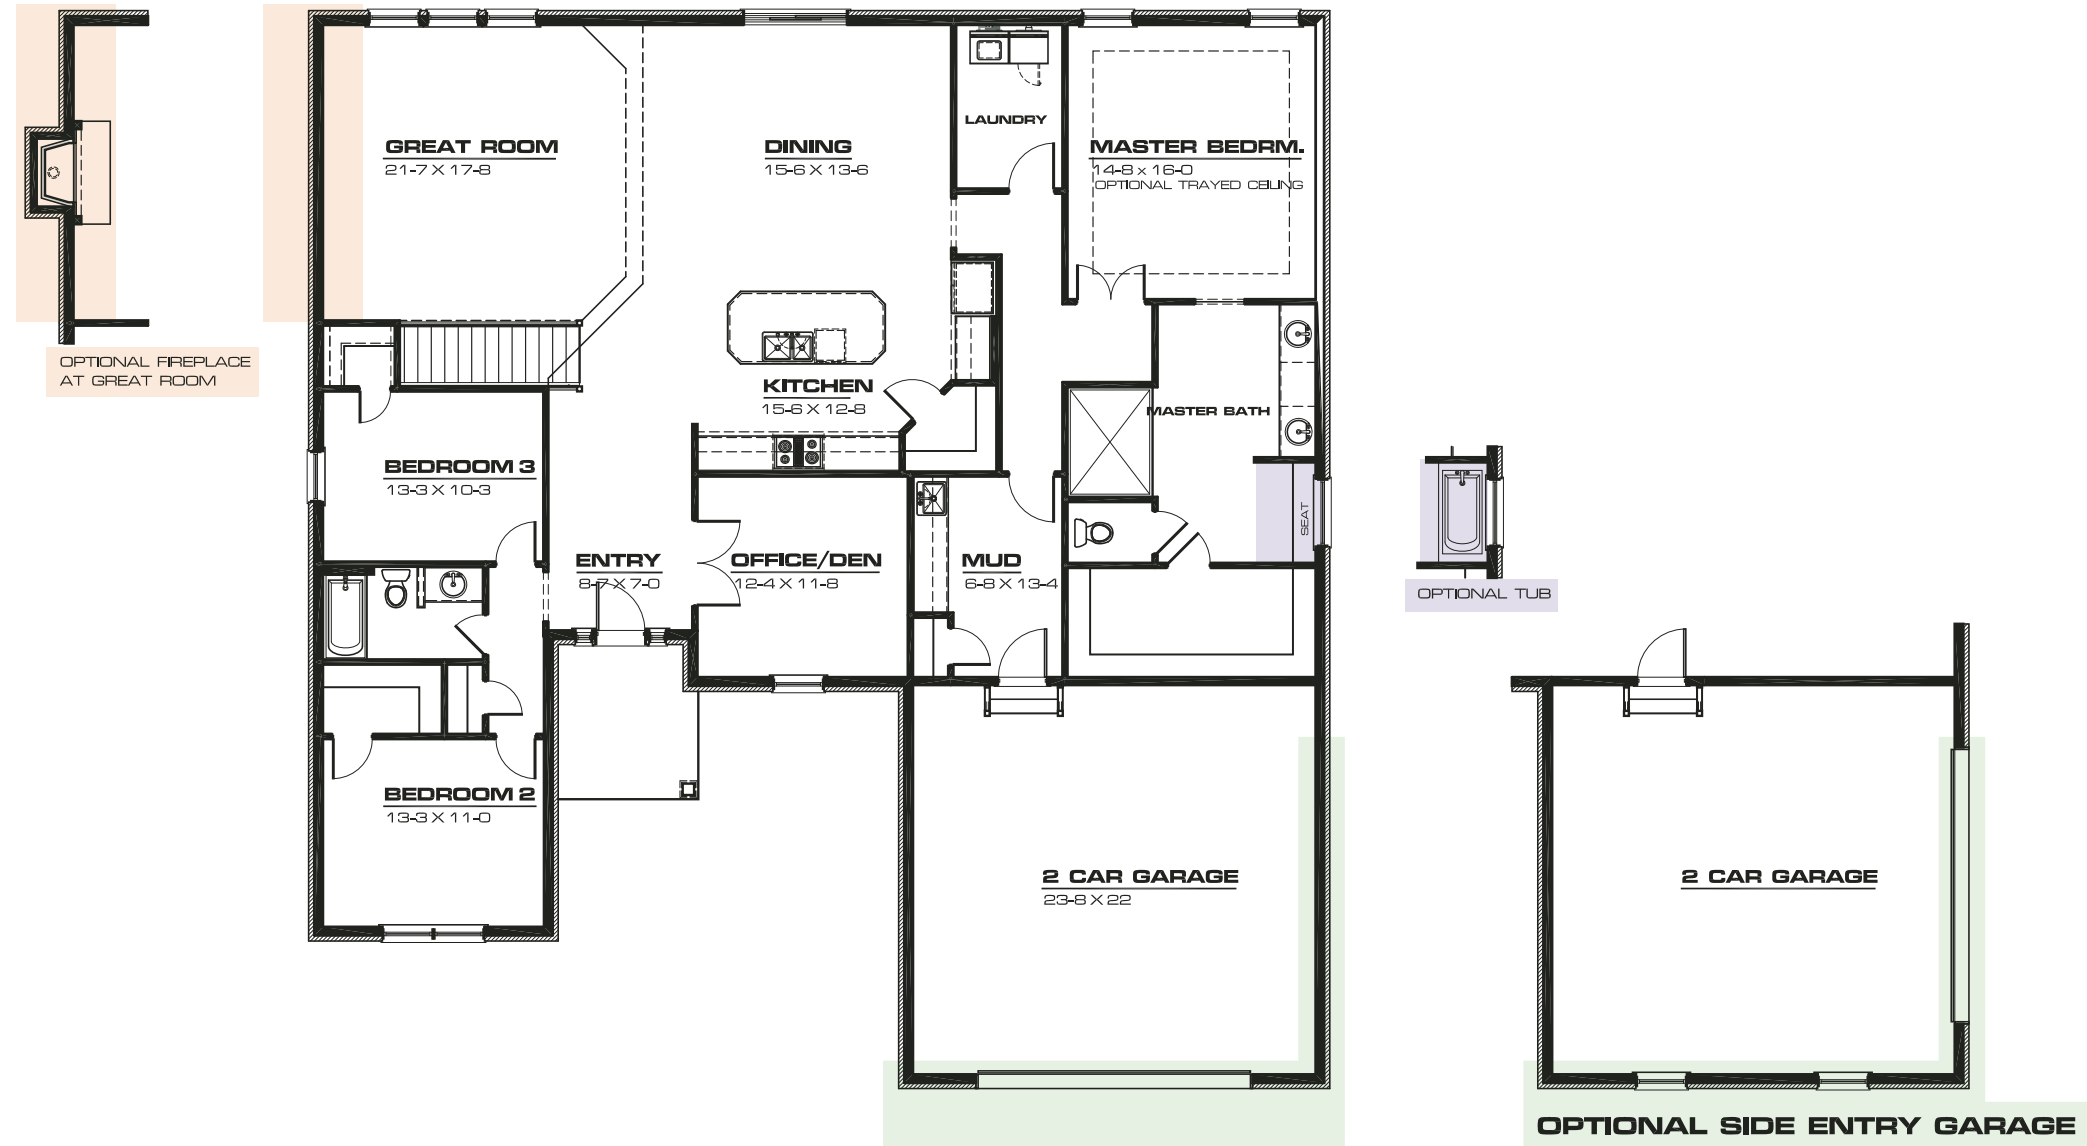 LAUNDRY
GREAT ROOM
21-7 X 17-8
DINING
15-6 X 13-6
MASTER BEDRM.
14-8 x 16-0
OPTIONAL TRAYED CEILING
OPTIONAL FIREPLACE
AT GREAT ROOM
KITCHEN
15-6 X 12-8
MASTER BATH
BEDROOM 3
13-3 X 10-3
SEAT
ENTRY
8-7 X 7-0
OFFICE/DEN
12-4 X 11-8
MUD
6-8 X 13-4
OPTIONAL TUB
BEDROOM 2
13-3 X 11-0
2 CAR GARAGE
23-8 X 22
2 CAR GARAGE
OPTIONAL SIDE ENTRY GARAGE